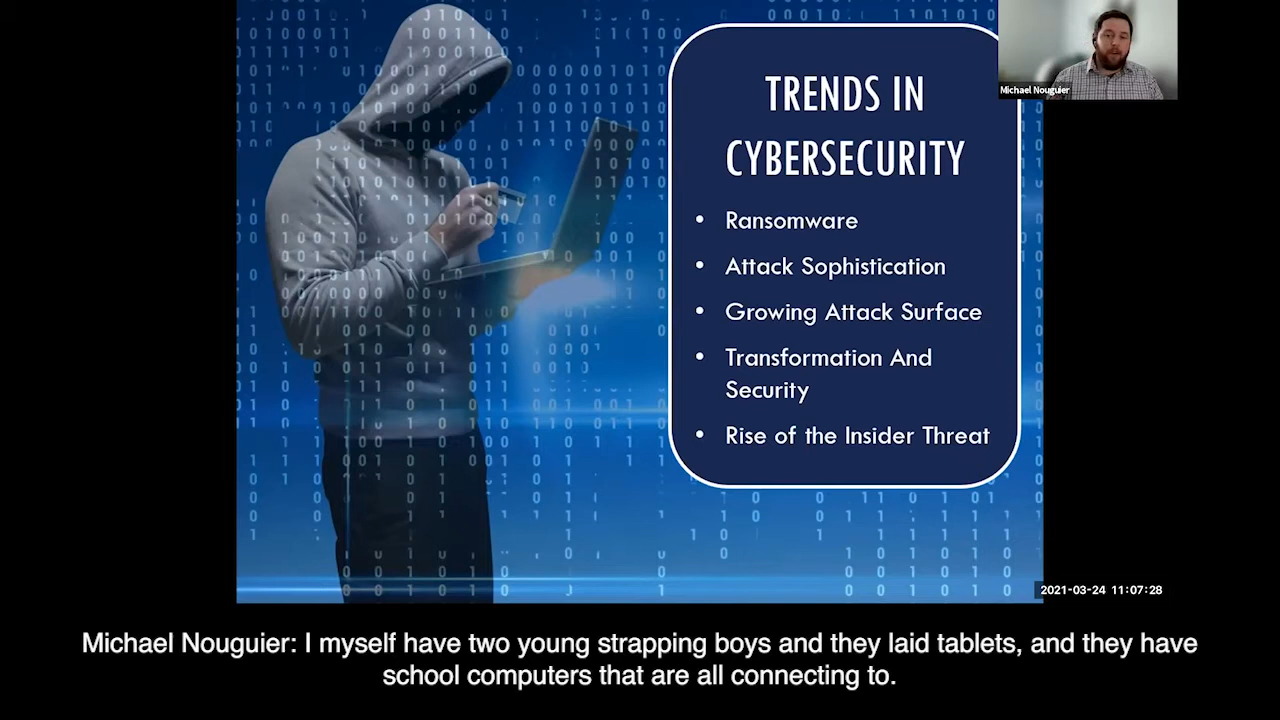 TRENDS IN
CYBERSECURITY
• Ransomware
• Attack Sophistication
• Growing Attack Surface
• Transformation And
Security
• Rise of the Insider Threat
Michael Nouguier
2021-03-24 11:07:28
Michael Nouguier: I myself have two young strapping boys and they laid tablets, and they have
school computers that are all connecting to.